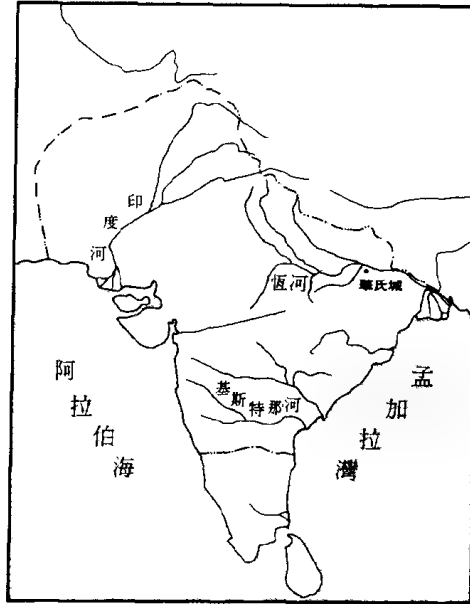 印度河
恆河
華氏城
基斯特那河
阿拉伯海
孟加拉灣